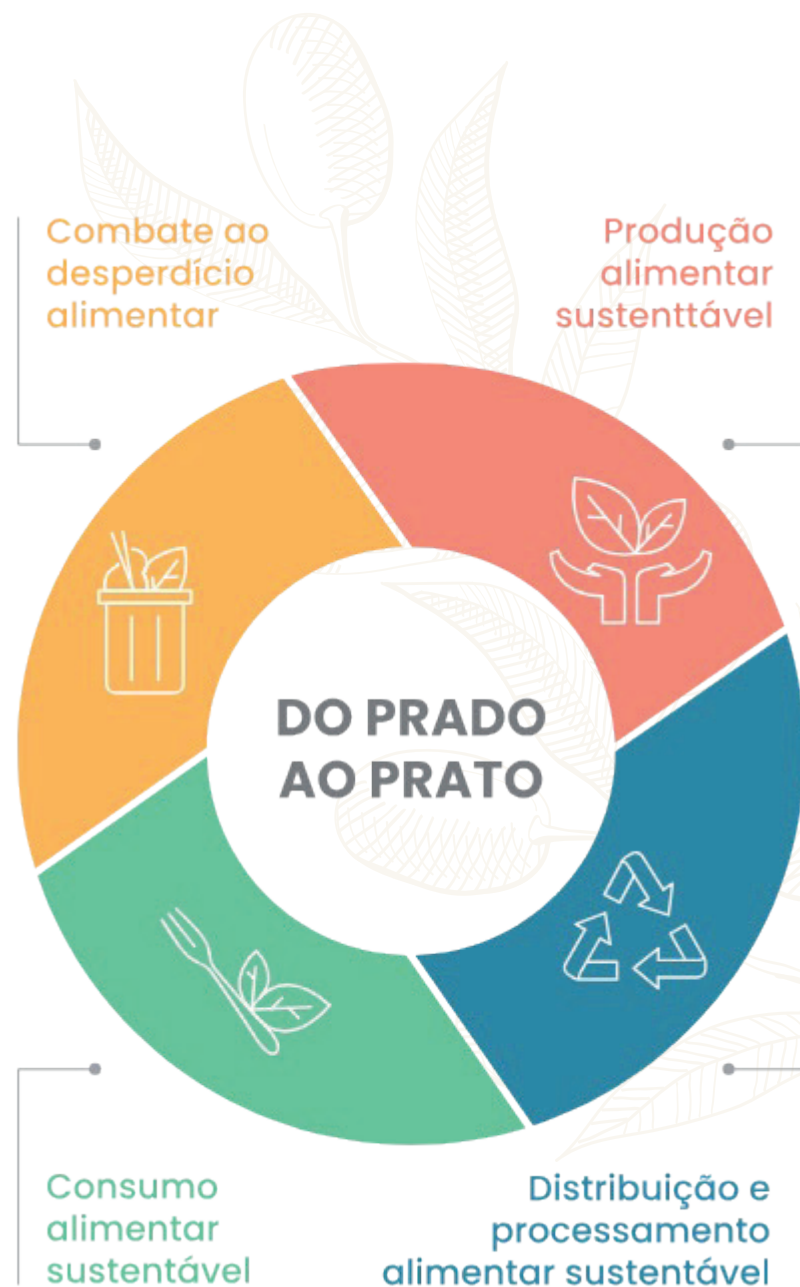 Combate ao
desperdício
alimentar
Produção
alimentar
sustenttável
DO PRADO
AO PRATO
Consumo
alimentar
sustentável
Distribuição e
processamento
alimentar sustentável